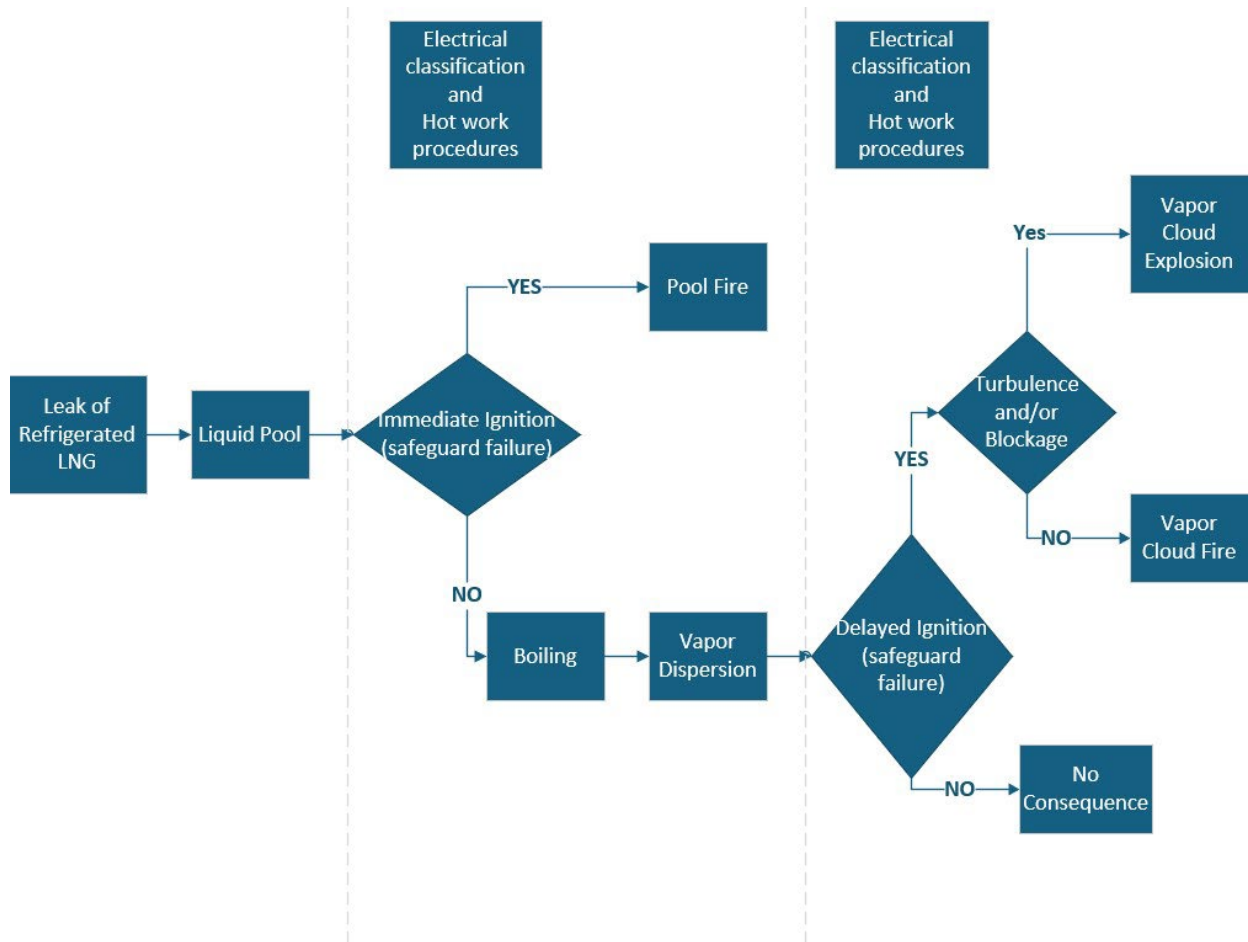 Electrical
classification
and
Hot work
procedures
Electrical
classification
and
Hot work
procedures
Yes
Vapor
Cloud
Explosion
YES
Pool Fire
Leak of
Refrigerated
LNG
Liquid Pool
Immediate Ignition
(safeguard failure)
Turbulence
and/or
Blockage
YES
NO
Vapor
Cloud Fire
NO
Boiling
Vapor
Dispersion
Delayed Ignition
(safeguard
failure)
NO
No
Consequence